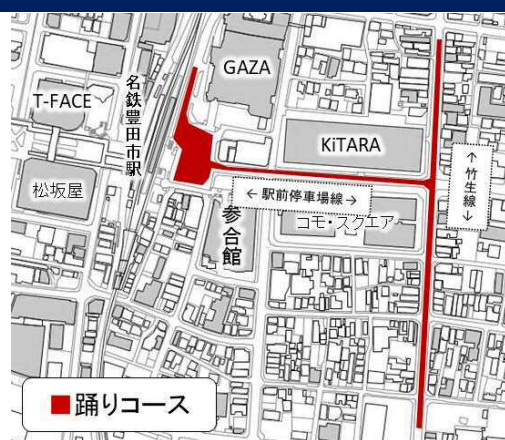 GAZA
T-FACE
名鉄豊田市駅
KiTARA
↑竹生線↓
松坂屋
←駅前停車場線→
参合館
コモ・スクエア
■踊りコース